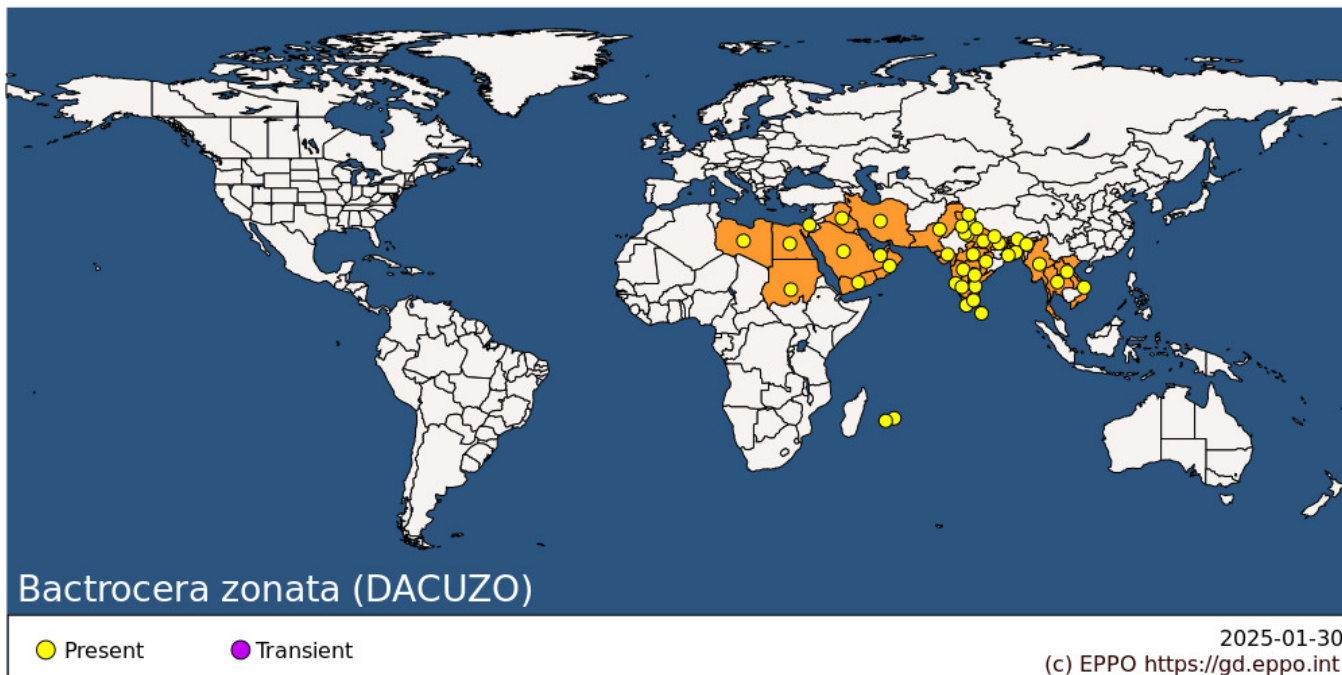 Bactrocera zonata (DACUZO)
Present
Transient
2025-01-30
(c) EPPO https://gd.eppo.int